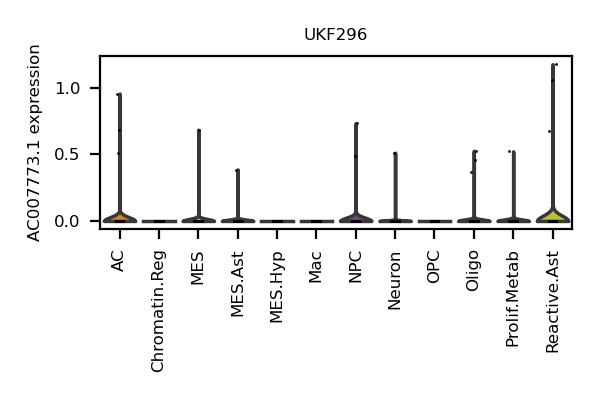 UKF296
AC007773.1 expression
1.0
0.5
0.0
AC
Chromatin.Reg
MES
MES.Ast
MES.Hyp
Mac
NPC
Neuron
OPC
Oligo
Prolif.Metab
Reactive.Ast